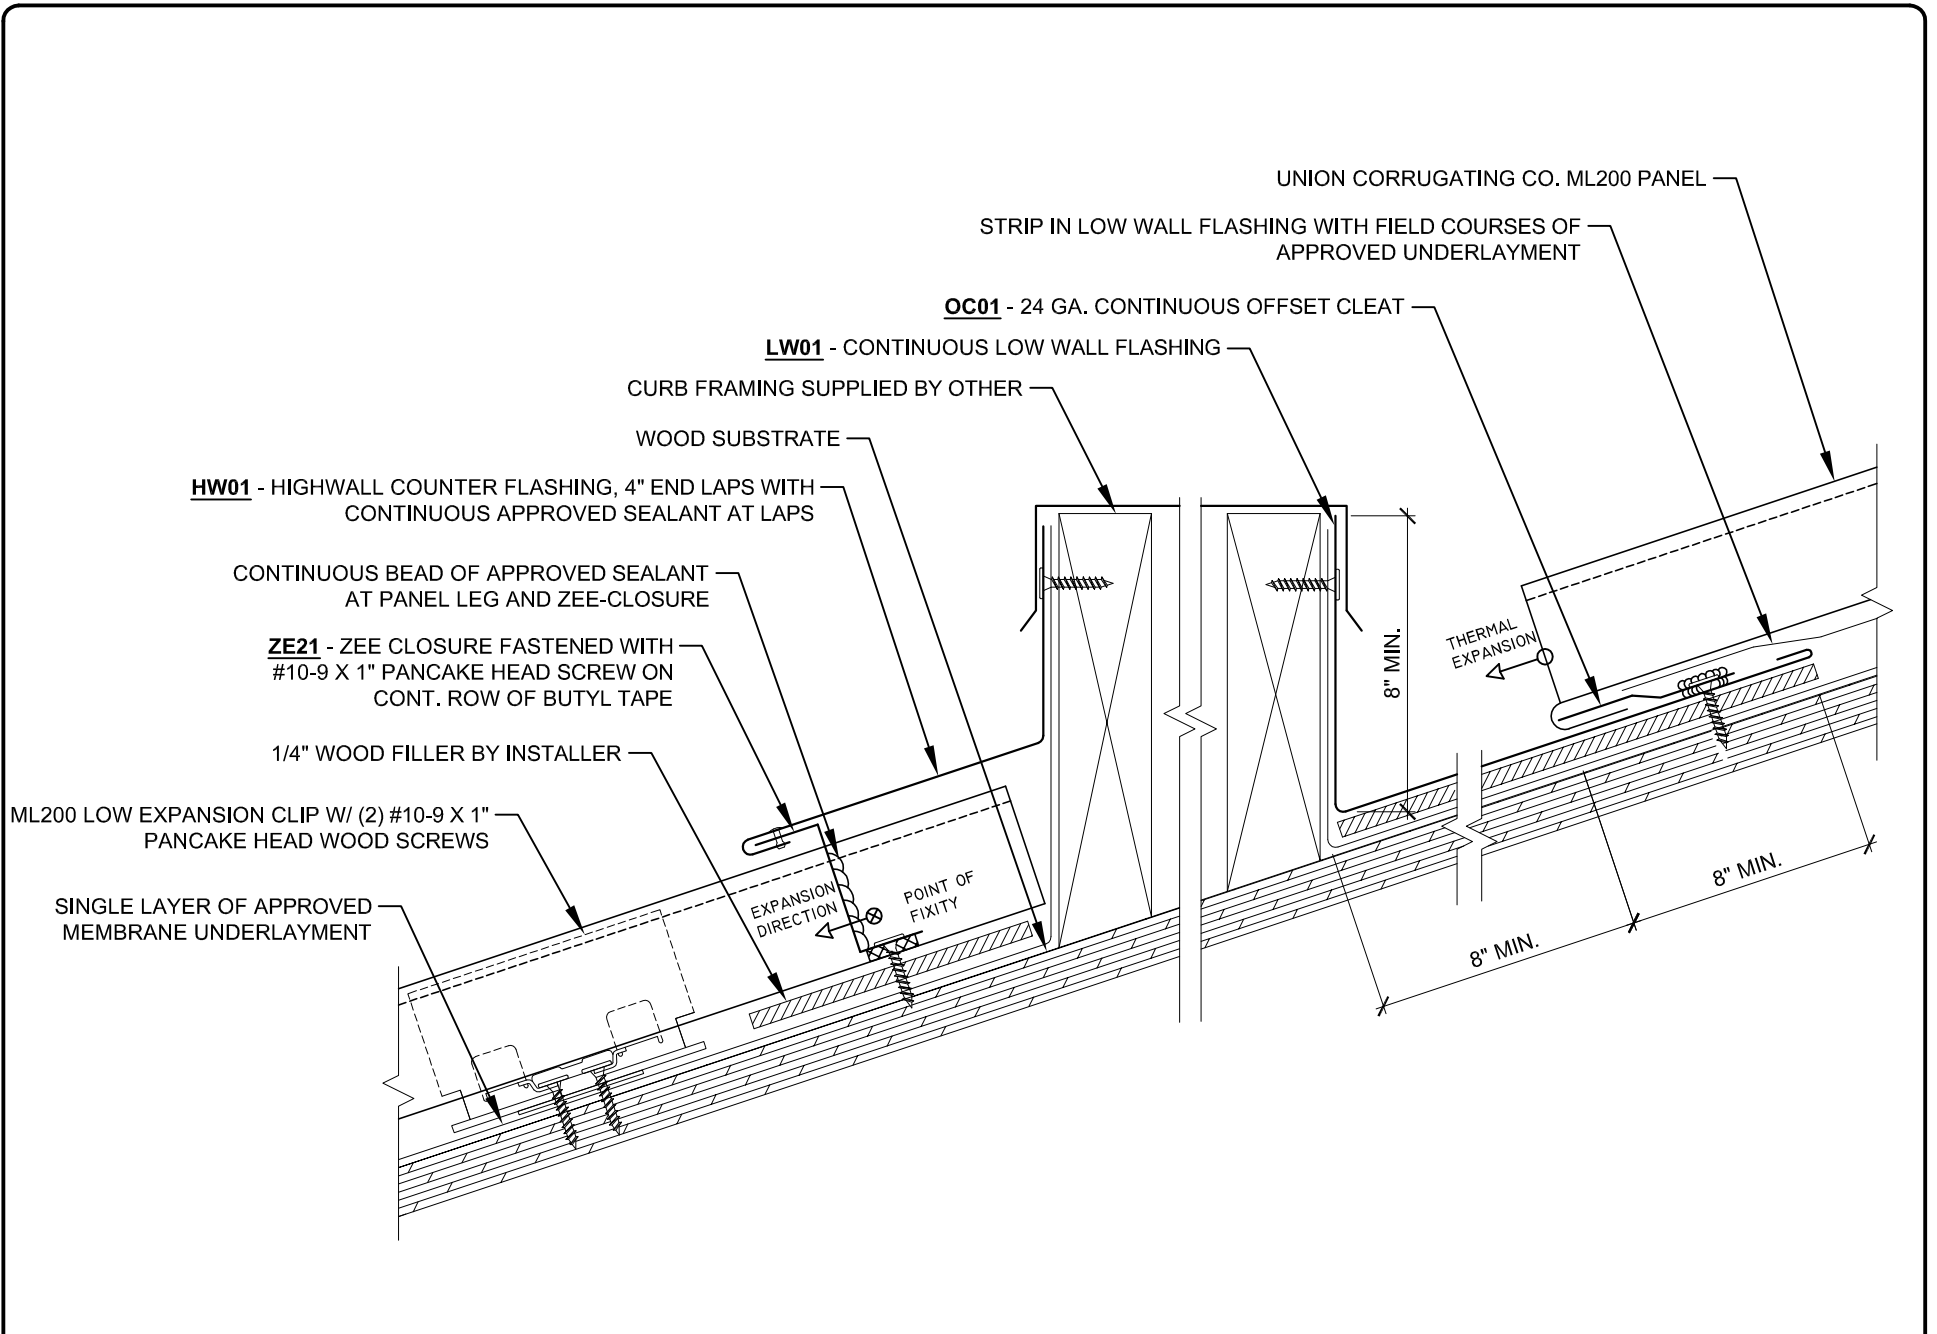 UNION CORRUGATING CO. ML200 PANEL
STRIP IN LOW WALL FLASHING WITH FIELD COURSES OF
APPROVED UNDERLAYMENT
OC01 - 24 GA. CONTINUOUS OFFSET CLEAT
LW01 - CONTINUOUS LOW WALL FLASHING
CURB FRAMING SUPPLIED BY OTHER
WOOD SUBSTRATE
HW01 - HIGHWALL COUNTER FLASHING, 4" END LAPS WITH
CONTINUOUS APPROVED SEALANT AT LAPS
CONTINUOUS BEAD OF APPROVED SEALANT
AT PANEL LEG AND ZEE-CLOSURE
ZE21 - ZEE CLOSURE FASTENED WITH
#10-9 X 1" PANCAKE HEAD SCREW ON
CONT. ROW OF BUTYL TAPE
1/4" WOOD FILLER BY INSTALLER
ML200 LOW EXPANSION CLIP W/ (2) #10-9 X 1"
PANCAKE HEAD WOOD SCREWS
SINGLE LAYER OF APPROVED
MEMBRANE UNDERLAYMENT
EXPANSION
DIRECTION
POINT OF
FIXITY
THERMAL
EXPANSION
8" MIN.
8" MIN.
8" MIN.